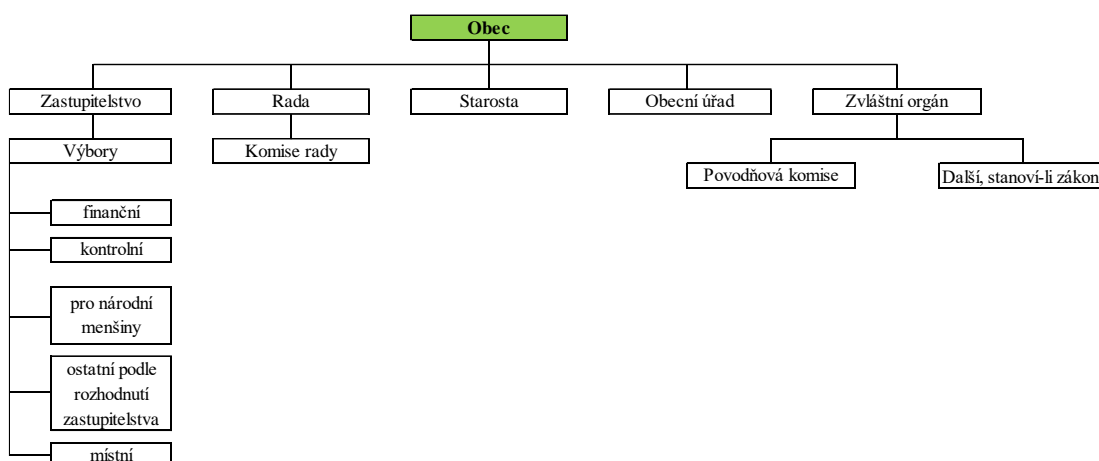 Obec
Zastupitelstvo
Rada
Starosta
Obecní úřad
Zvláštní orgán
Výbory
Komise rady
Povodňová komise
Další, stanoví-li zákon
finanční
kontrolní
pro národní
menšiny
ostatní podle
rozhodnutí
zastupitelstva
místní